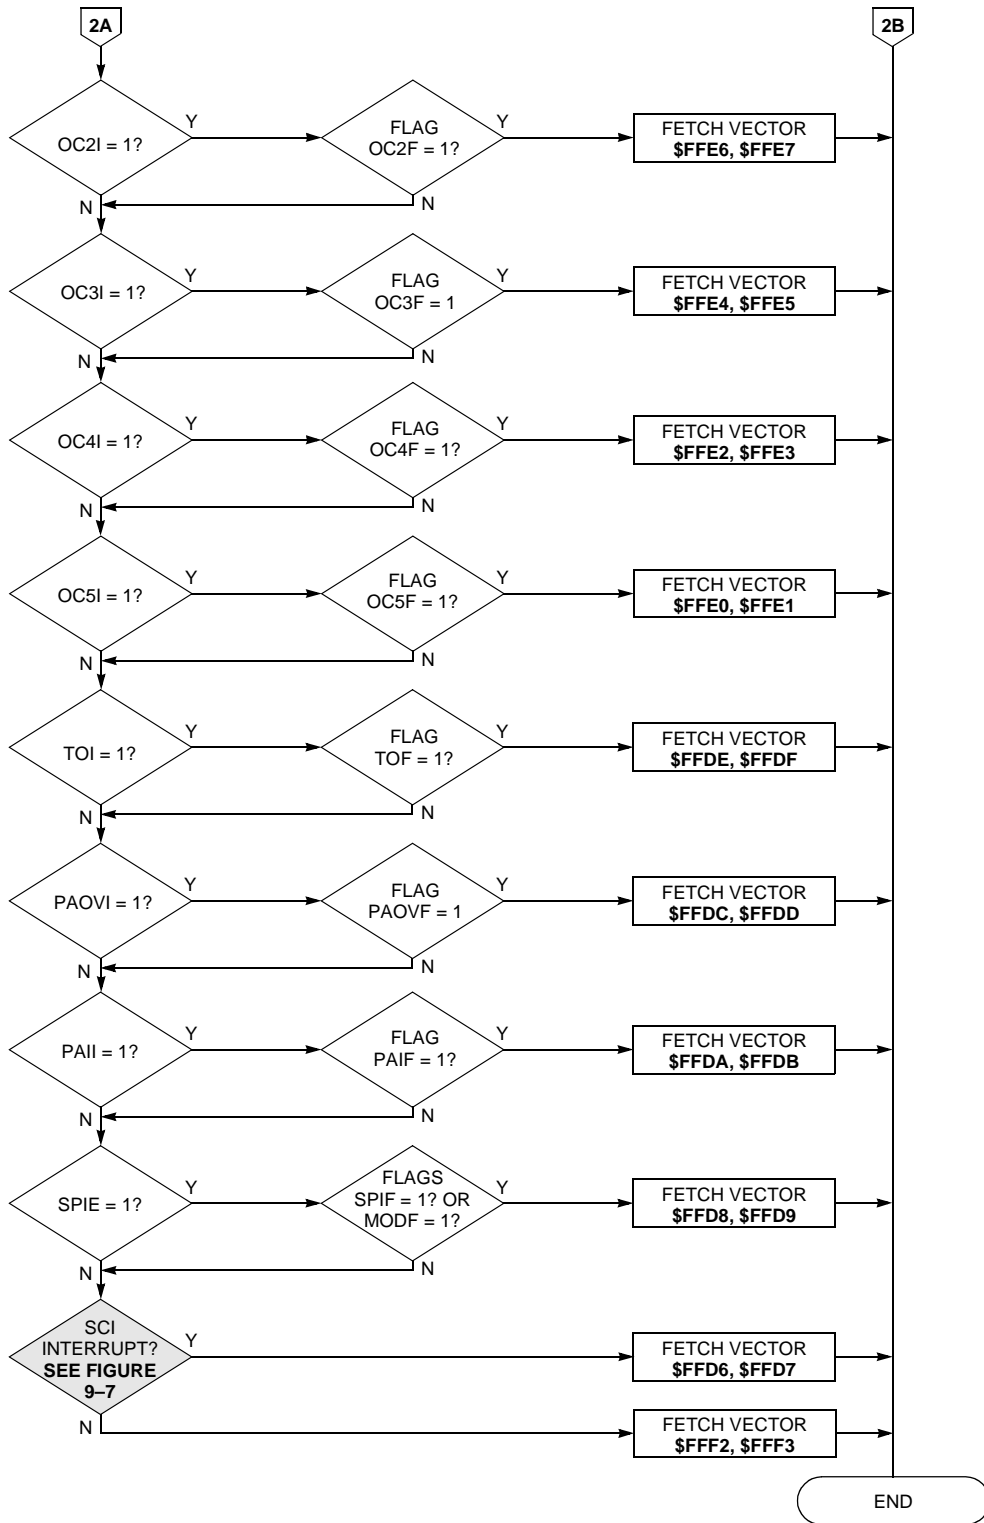 2A
2B
OC2I = 1?
Y
FLAG
OC2F = 1?
Y
FETCH VECTOR
$FFE6, $FFE7
N
N
OC3I = 1?
Y
FLAG
OC3F = 1
Y
FETCH VECTOR
$FFE4, $FFE5
N
N
OC4I = 1?
Y
FLAG
OC4F = 1?
Y
FETCH VECTOR
$FFE2, $FFE3
N
N
OC5I = 1?
Y
FLAG
OC5F = 1?
Y
FETCH VECTOR
$FFE0, $FFE1
N
N
TOI = 1?
Y
FLAG
TOF = 1?
Y
FETCH VECTOR
$FFDE, $FFDF
N
N
PAOVI = 1?
Y
FLAG
PAOVF = 1
Y
FETCH VECTOR
$FFDC, $FFDD
N
N
PAII = 1?
Y
FLAG
PAIF = 1?
Y
FETCH VECTOR
$FFDA, $FFDB
N
N
SPIE = 1?
Y
FLAGS
SPIF = 1? OR
MODF = 1?
Y
FETCH VECTOR
$FFD8, $FFD9
N
N
SCI
INTERRUPT?
SEE FIGURE
9–7
Y
FETCH VECTOR
$FFD6, $FFD7
N
FETCH VECTOR
$FFF2, $FFF3
END